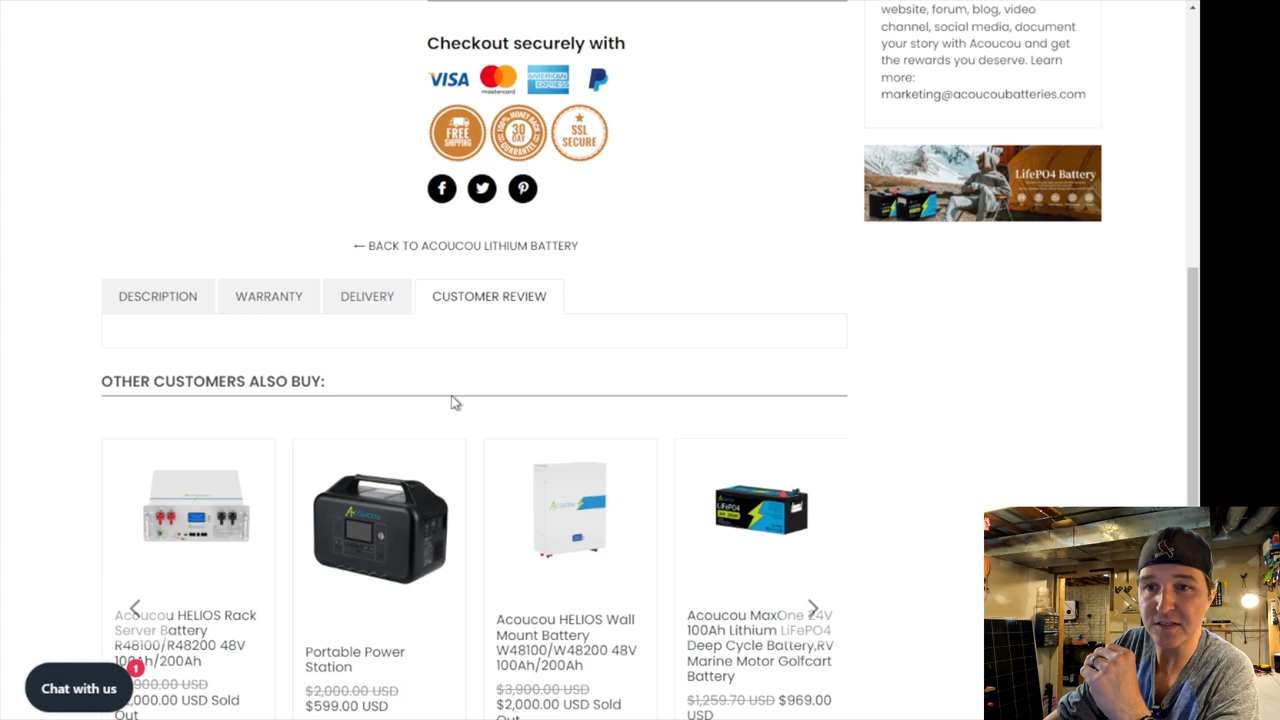 website, forum, blog, video
channel, social media, document
your story with Acoucou and get
the rewards you deserve. Learn
more:
marketing@acoucoubatteries.com
Checkout securely with
VISA
mastercard
AMERICAN
EXPRESS
FREE
SHIPPING
100% MONEY BACK
30
DAY
GUARANTEE
SSL
SECURE
LifePO4 Battery
← BACK TO ACOUCOU LITHIUM BATTERY
DESCRIPTION
WARRANTY
DELIVERY
CUSTOMER REVIEW
OTHER CUSTOMERS ALSO BUY:
Acoucou HELIOS Rack
Server Battery
R48100/R48200 48V
100Ah/200Ah
900.00 USD
,000.00 USD Sold
Out
ACOUCOU
Portable Power
Station
$2,000.00 USD
$599.00 USD
Acoucou HELIOS Wall
Mount Battery
W48100/W48200 48V
100Ah/200Ah
$3,900.00 USD
$2,000.00 USD Sold
Out
LiFePO4
Acoucou MaxOne 24V
100Ah Lithium LiFePO4
Deep Cycle Battery,RV
Marine Motor Golfcart
Battery
$1,259.70 USD $969.00
USD
Chat with us
1